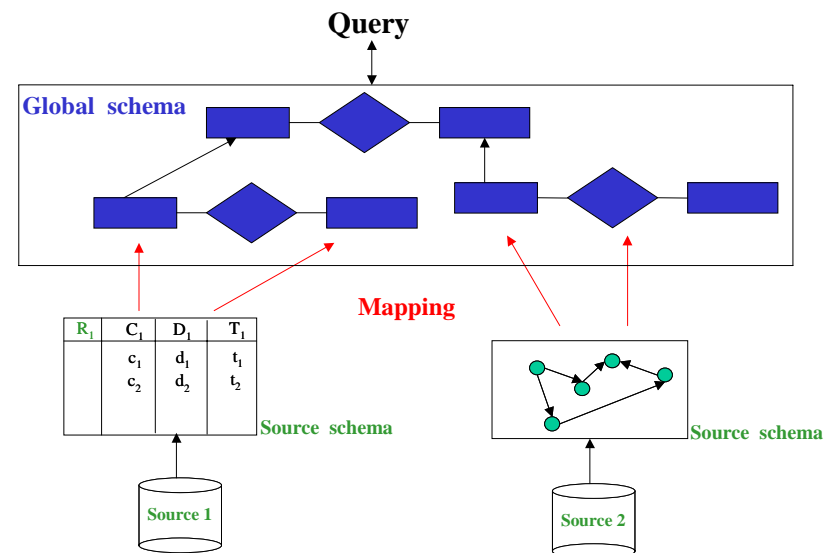 Query
Global schema
Mapping
R1 C1 D1 T1
c1 d1 t1
c2 d2 t2
Source schema
Source schema
Source 1
Source 2